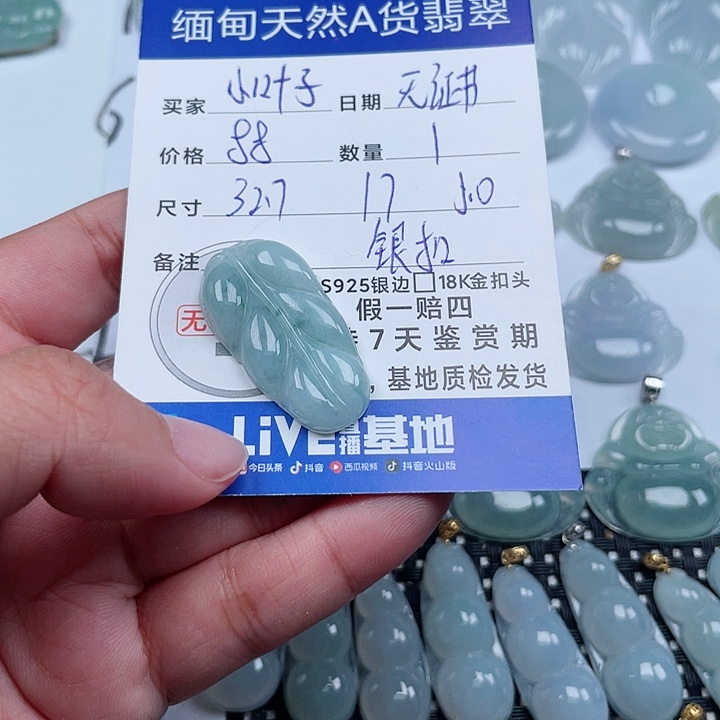 缅甸天然A货翡翠
买家 小叶子 日期 无证书
价格 88 数量 1
尺寸 32.7 17 5.0
备注 银扣
S925银边□18K金扣头
无 假一赔四
7天鉴赏期
, 基地质检发货
LiVE直播基地
今日头条 抖音 西瓜视频 抖音火山版